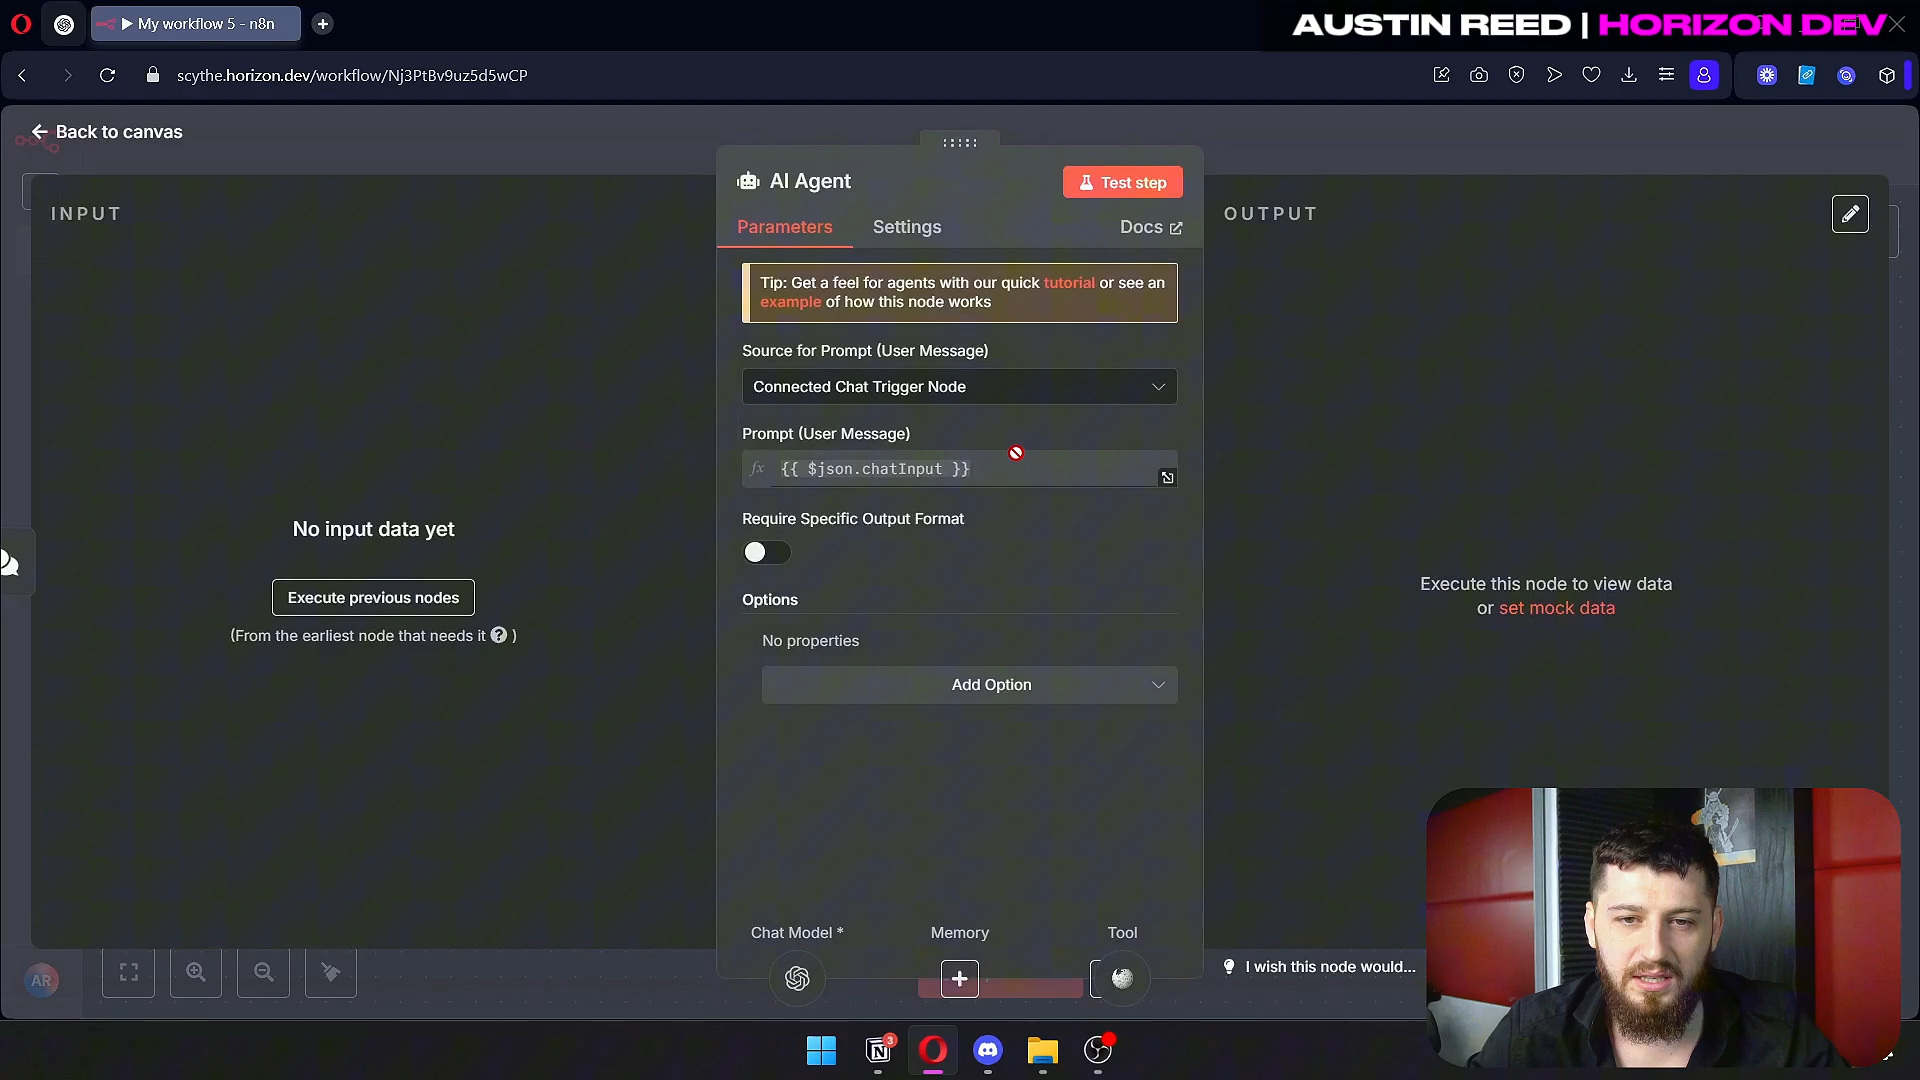 My workflow 5 - n8n
AUSTIN REED | HORIZON DEV
scythe.horizon.dev/workflow/Nj3PtBv9uz5d5wCP
Back to canvas
INPUT
AI Agent
Test step
OUTPUT
Parameters
Settings
Docs
Tip: Get a feel for agents with our quick tutorial or see an
example of how this node works
Source for Prompt (User Message)
Connected Chat Trigger Node
Prompt (User Message)
fx {{ $json.chatInput }}
Require Specific Output Format
No input data yet
Execute previous nodes
(From the earliest node that needs it ? )
Execute this node to view data
or set mock data
Options
No properties
Add Option
Chat Model *
Memory
Tool
AR
I wish this node would...
3